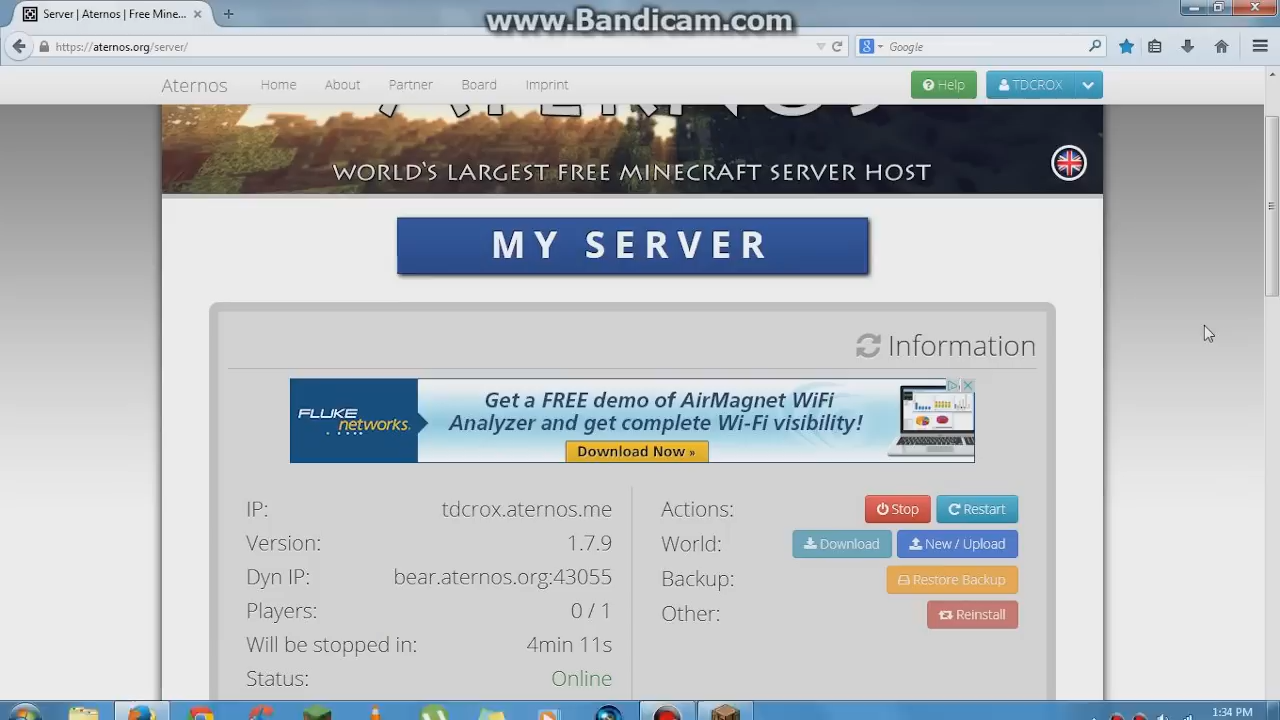 Server | Aternos | Free Mine...
www.Bandicam.com
https://aternos.org/server/
Google
Aternos Home About Partner Board Imprint Help TDCROX
WORLD'S LARGEST FREE MINECRAFT SERVER HOST
MY SERVER
Information
FLUKE networks.
Get a FREE demo of AirMagnet WiFi
Analyzer and get complete Wi-Fi visibility!
Download Now »
IP: tdcrox.aternos.me
Version: 1.7.9
Dyn IP: bear.aternos.org:43055
Players: 0 / 1
Will be stopped in: 4min 11s
Status: Online
Actions: Stop Restart
World: Download New / Upload
Backup: Restore Backup
Other: Reinstall
1:34 PM